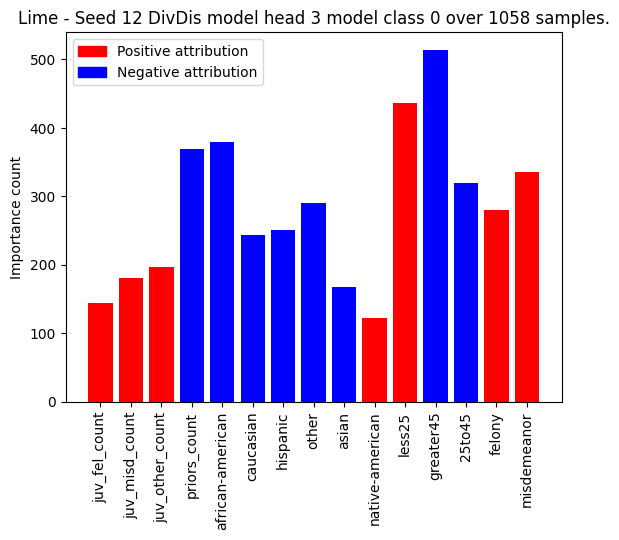 Lime - Seed 12 DivDis model head 3 model class 0 over 1058 samples.
Positive attribution
Negative attribution
Importance count
500
400
300
200
100
0
juv_fel_count
juv_misd_count
juv_other_count
priors_count
african-american
caucasian
hispanic
other
asian
native-american
less25
greater45
25to45
felony
misdemeanor